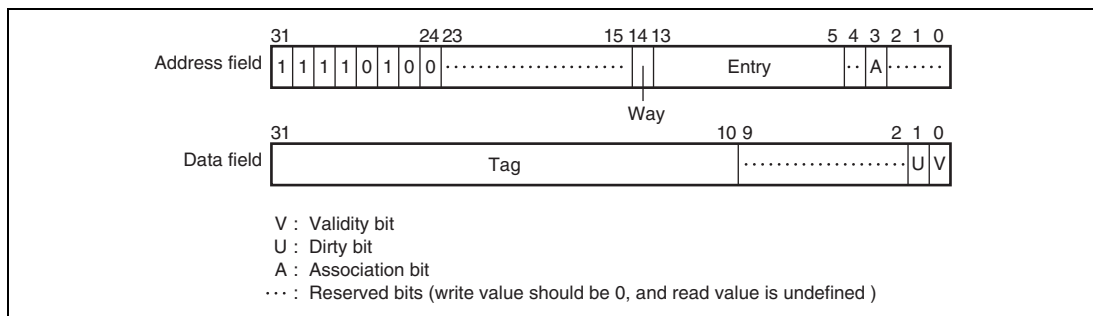 31 24 23 15 14 13 5 4 3 2 1 0
Address field 1 1 1 1 0 1 0 0 ····················· Entry ·· A ·······
Way
31 10 9 2 1 0
Data field Tag ··················· U V
V : Validity bit
U : Dirty bit
A : Association bit
··· : Reserved bits (write value should be 0, and read value is undefined )